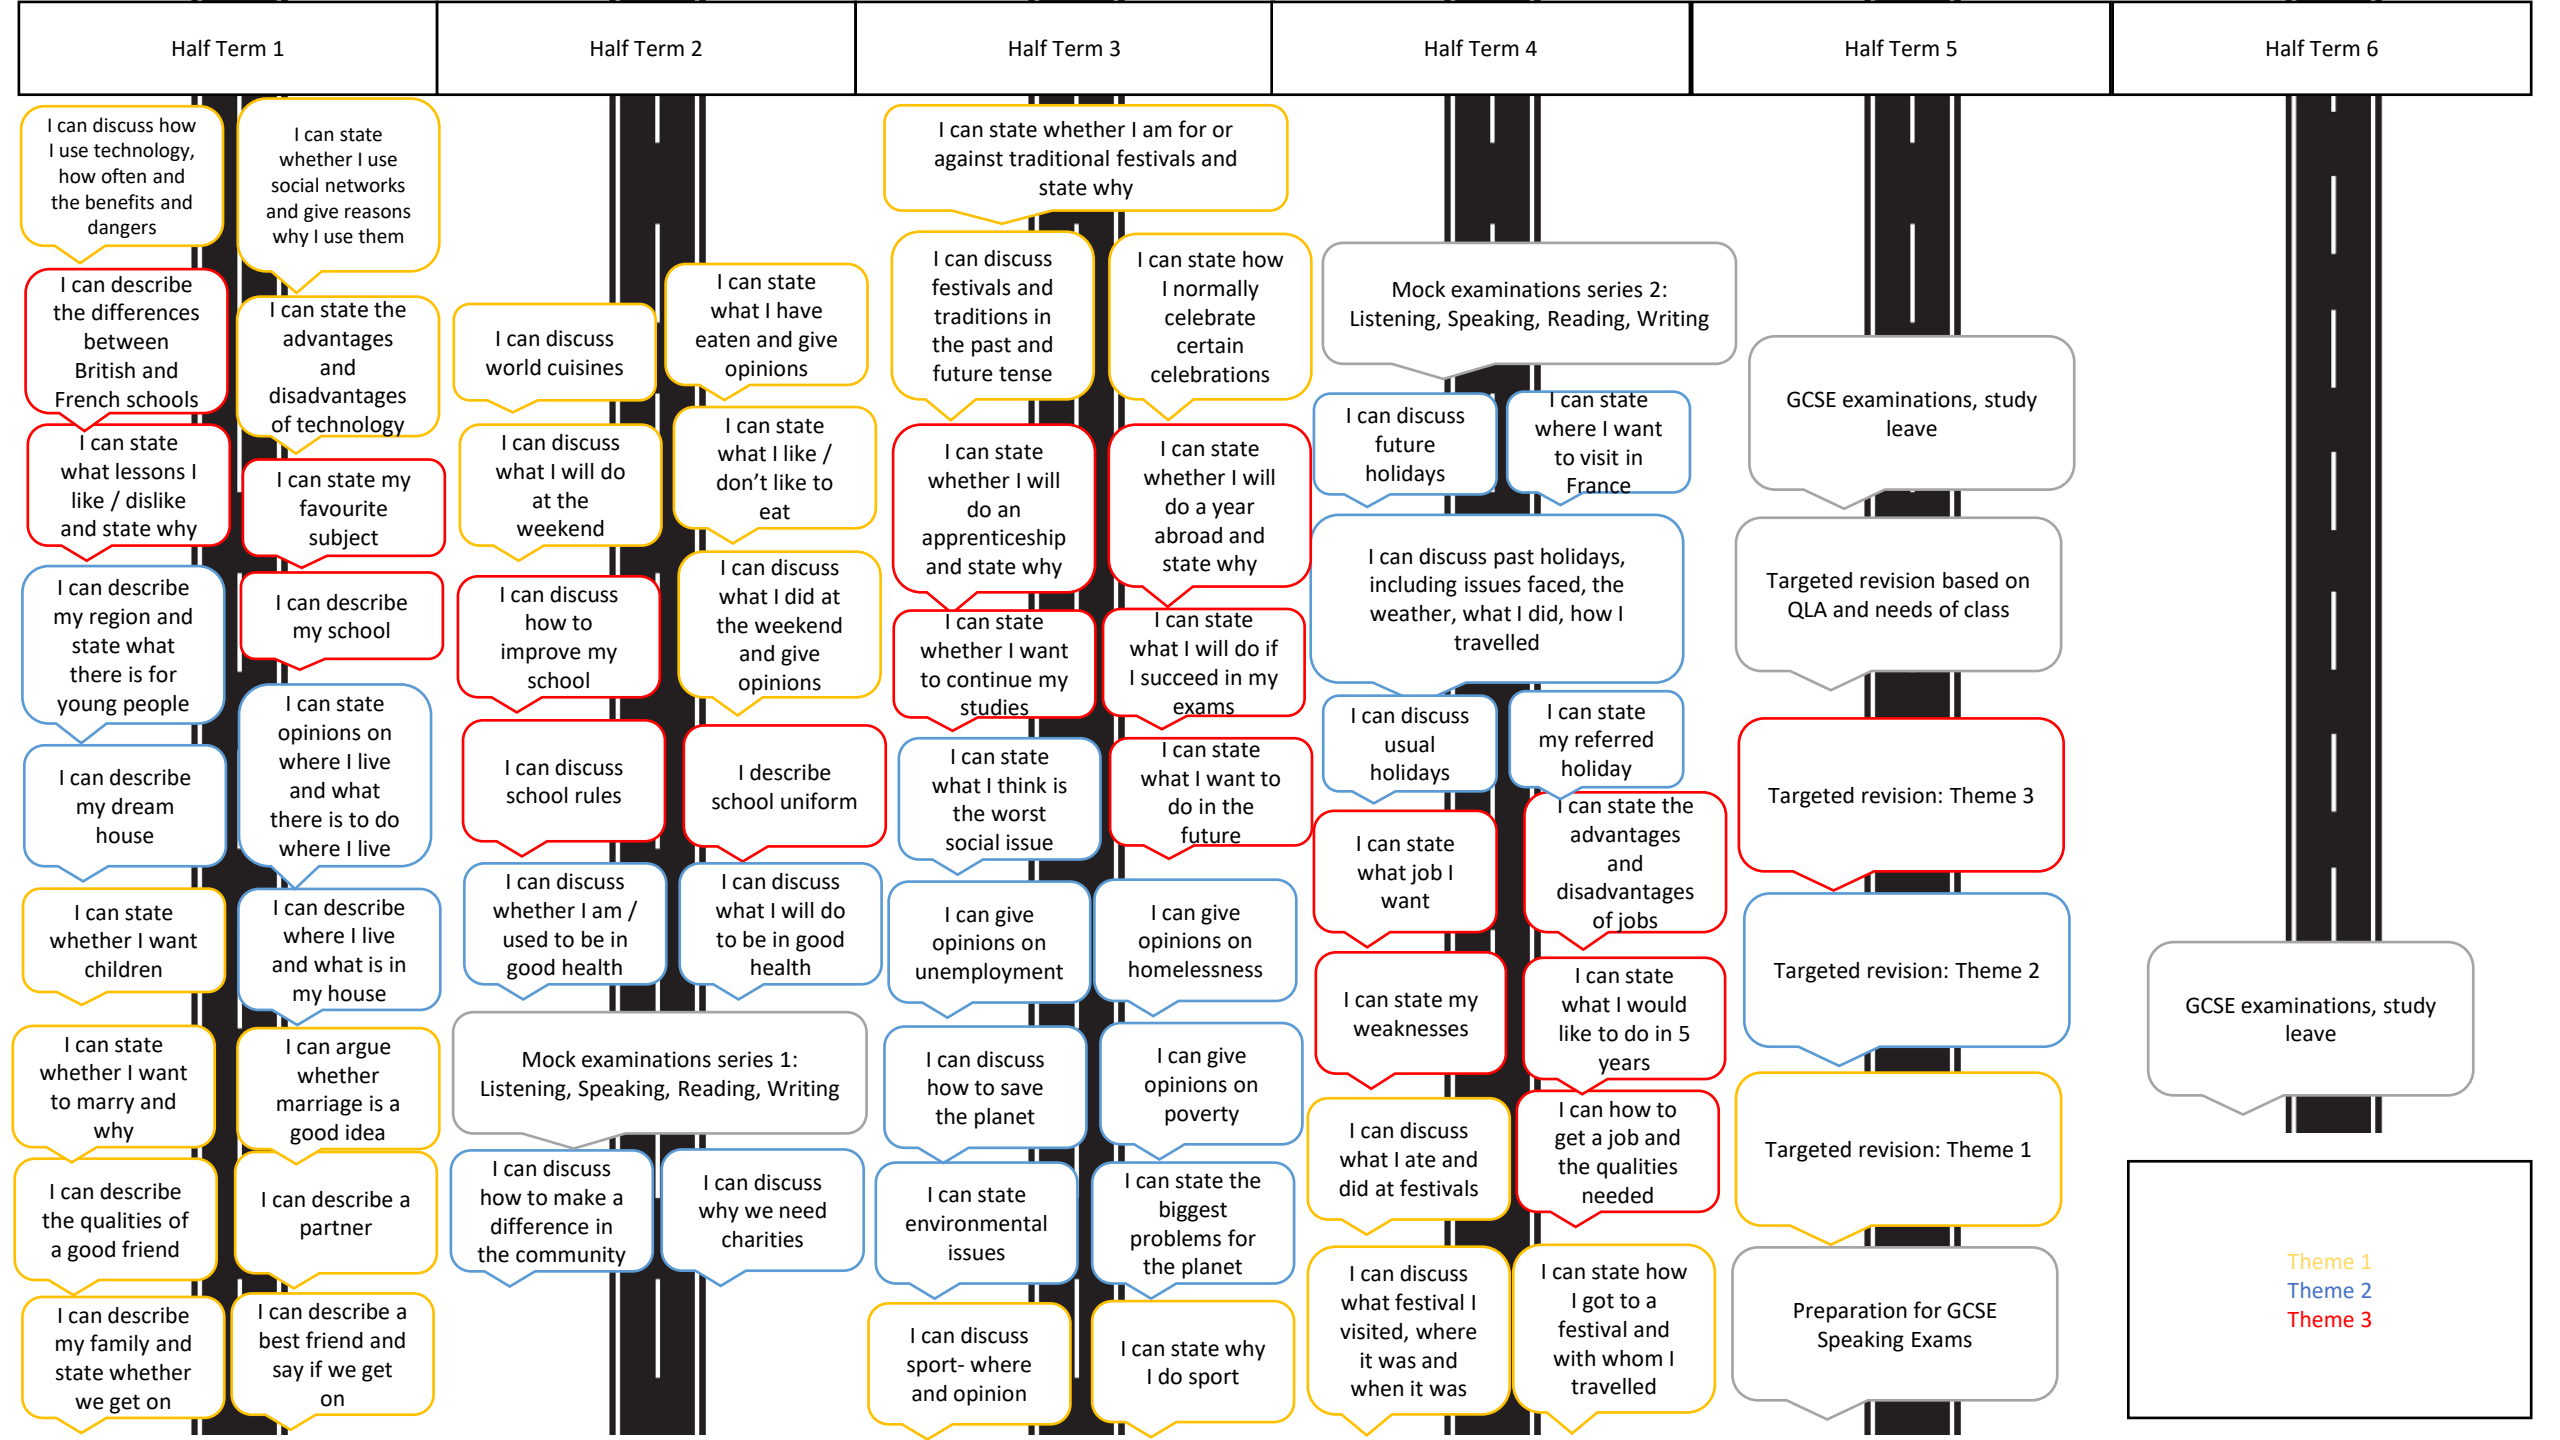 Half Term 1
Half Term 2
Half Term 3
Half Term 4
Half Term 5
Half Term 6
I can discuss how
I use technology,
how often and
the benefits and
dangers
I can state
whether I use
social networks
and give reasons
why I use them
I can describe
the differences
between
British and
French schools
I can state the
advantages
and
disadvantages
of technology
I can state
what lessons I
like / dislike
and state why
I can state my
favourite
subject
I can describe
my region and
state what
there is for
young people
I can describe
my school
I can describe
my dream
house
I can state
opinions on
where I live
and what
there is to do
where I live
I can state
whether I want
children
I can describe
where I live
and what is in
my house
I can state
whether I want
to marry and
why
I can argue
whether
marriage is a
good idea
I can describe
the qualities of
a good friend
I can describe a
partner
I can describe
my family and
state whether
we get on
I can describe a
best friend and
say if we get
on
I can discuss
world cuisines
I can state
what I have
eaten and give
opinions
I can discuss
what I will do
at the
weekend
I can state
what I like /
don't like to
eat
I can discuss
how to
improve my
school
I can discuss
what I did at
the weekend
and give
opinions
I can discuss
school rules
I describe
school uniform
I can discuss
whether I am /
used to be in
good health
I can discuss
what I will do
to be in good
health
Mock examinations series 1:
Listening, Speaking, Reading, Writing
I can discuss
how to make a
difference in
the community
I can discuss
why we need
charities
I can state whether I am for or
against traditional festivals and
state why
I can discuss
festivals and
traditions in
the past and
future tense
I can state how
I normally
celebrate
certain
celebrations
I can state
whether I will
do an
apprenticeship
and state why
I can state
whether I will
do a year
abroad and
state why
I can state
whether I want
to continue my
studies
I can state
what I will do if
I succeed in my
exams
I can state
what I think is
the worst
social issue
I can state
what I want to
do in the
future
I can give
opinions on
unemployment
I can give
opinions on
homelessness
I can discuss
how to save
the planet
I can give
opinions on
poverty
I can state
environmental
issues
I can state the
biggest
problems for
the planet
I can discuss
sport- where
and opinion
I can state why
I do sport
Mock examinations series 2:
Listening, Speaking, Reading, Writing
I can discuss
future
holidays
I can state
where I want
to visit in
France
I can discuss past holidays,
including issues faced, the
weather, what I did, how I
travelled
I can discuss
usual
holidays
I can state
my referred
holiday
I can state
what job I
want
I can state the
advantages
and
disadvantages
of jobs
I can state my
weaknesses
I can state
what I would
like to do in 5
years
I can discuss
what I ate and
did at festivals
I can how to
get a job and
the qualities
needed
I can discuss
what festival I
visited, where
it was and
when it was
I can state how
I got to a
festival and
with whom I
travelled
GCSE examinations, study
leave
Targeted revision based on
QLA and needs of class
Targeted revision: Theme 3
Targeted revision: Theme 2
Targeted revision: Theme 1
Preparation for GCSE
Speaking Exams
GCSE examinations, study
leave
Theme 1
Theme 2
Theme 3